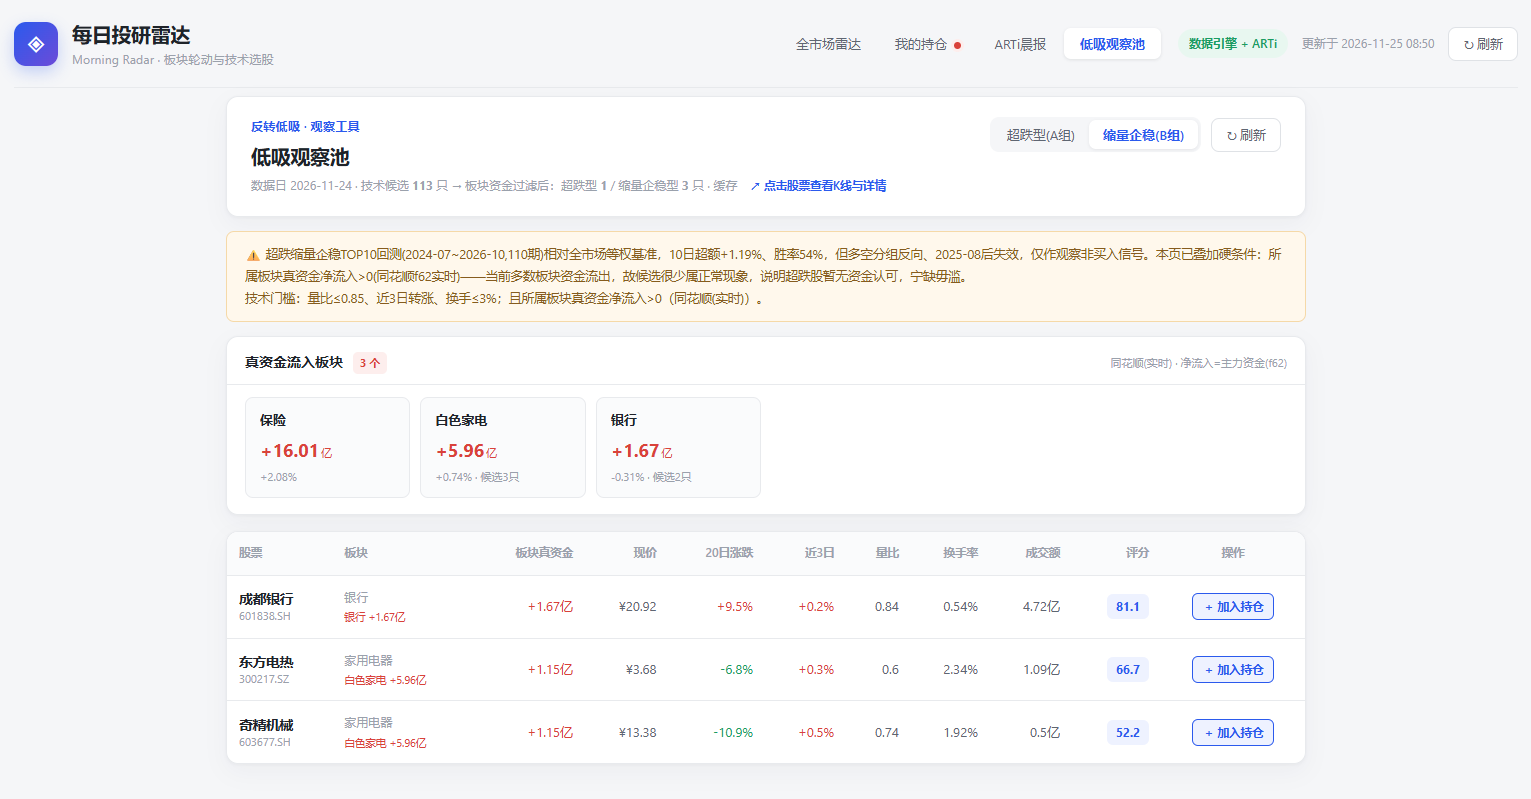 每日投研雷达
Morning Radar · 板块轮动与技术选股
全市场雷达 我的持仓 ARTi晨报 低吸观察池 数据引擎 + ARTi 更新于 2026-11-25 08:50 ↻ 刷新
反转低吸 · 观察工具
低吸观察池
超跌型(A组) 缩量企稳(B组) ↻ 刷新
数据日 2026-11-24 · 技术候选 113 只 → 板块资金过滤后：超跌型 1 / 缩量企稳型 3 只 · 缓存 ↗ 点击股票查看K线与详情
⚠️ 超跌缩量企稳TOP10回测(2024-07~2026-10,110期)相对全市场等权基准，10日超额+1.19%、胜率54%，但多空分组反向、2025-08后失效，仅作观察非买入信号。本页已叠加硬条件：所
属板块真资金净流入>0(同花顺f62实时)——当前多数板块资金流出，故候选很少属正常现象，说明超跌股暂无资金认可，宁缺毋滥。
技术门槛：量比≤0.85、近3日转涨、换手≤3%；且所属板块真资金净流入>0（同花顺(实时)）。
真资金流入板块 3 个 同花顺(实时) · 净流入=主力资金(f62)
保险 白色家电 银行
+16.01亿 +5.96亿 +1.67亿
+2.08% +0.74% · 候选3只 -0.31% · 候选2只
股票 板块 板块真资金 现价 20日涨跌 近3日 量比 换手率 成交额 评分 操作
成都银行 银行 +1.67亿 ¥20.92 +9.5% +0.2% 0.84 0.54% 4.72亿 81.1 + 加入持仓
601838.SH 银行 +1.67亿
东方电热 家用电器 +1.15亿 ¥3.68 -6.8% +0.3% 0.6 2.34% 1.09亿 66.7 + 加入持仓
300217.SZ 白色家电 +5.96亿
奇精机械 家用电器 +1.15亿 ¥13.38 -10.9% +0.5% 0.74 1.92% 0.5亿 52.2 + 加入持仓
603677.SH 白色家电 +5.96亿